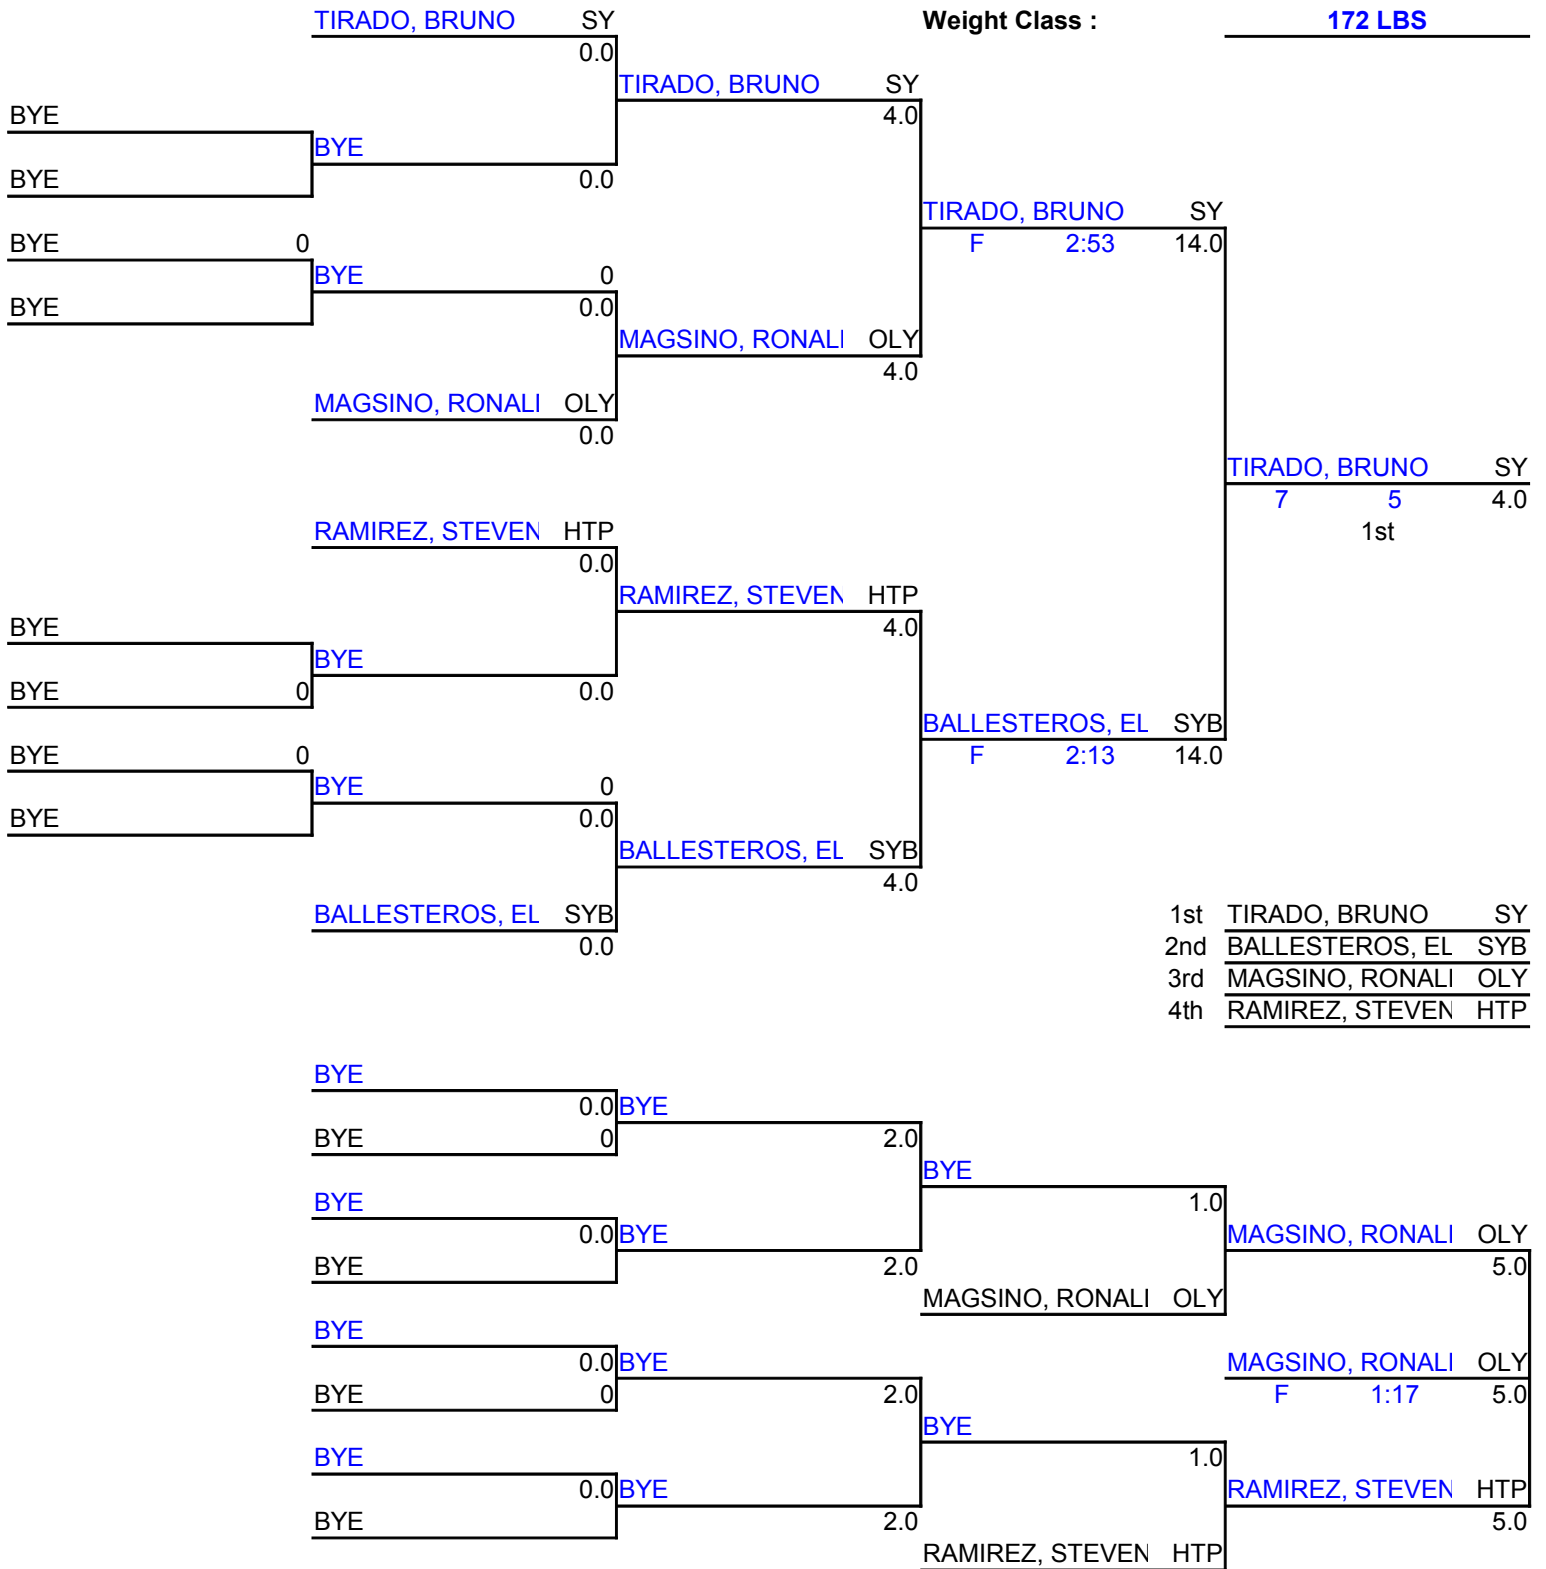 TIRADO, BRUNO SY Weight Class : 172 LBS
0.0
TIRADO, BRUNO SY
BYE 4.0
BYE
BYE 0.0
TIRADO, BRUNO SY
BYE 0 F 2:53 14.0
BYE 0
BYE 0.0
MAGSINO, RONALI OLY
4.0
MAGSINO, RONALI OLY
0.0
TIRADO, BRUNO SY
7 5 4.0
RAMIREZ, STEVEN HTP 1st
0.0
RAMIREZ, STEVEN HTP
BYE 4.0
BYE
BYE 0 0.0
BALLESTEROS, EL SYB
BYE 0 F 2:13 14.0
BYE 0
BYE 0.0
BALLESTEROS, EL SYB
4.0
BALLESTEROS, EL SYB 1st TIRADO, BRUNO SY
0.0 2nd BALLESTEROS, EL SYB
3rd MAGSINO, RONALI OLY
4th RAMIREZ, STEVEN HTP
BYE
0.0 BYE
BYE 0 2.0
BYE
BYE 1.0
0.0 BYE MAGSINO, RONALI OLY
BYE 2.0 5.0
MAGSINO, RONALI OLY
BYE
0.0 BYE MAGSINO, RONALI OLY
BYE 0 2.0 F 1:17 5.0
BYE
BYE 1.0
0.0 BYE RAMIREZ, STEVEN HTP
BYE 2.0 5.0
RAMIREZ, STEVEN HTP